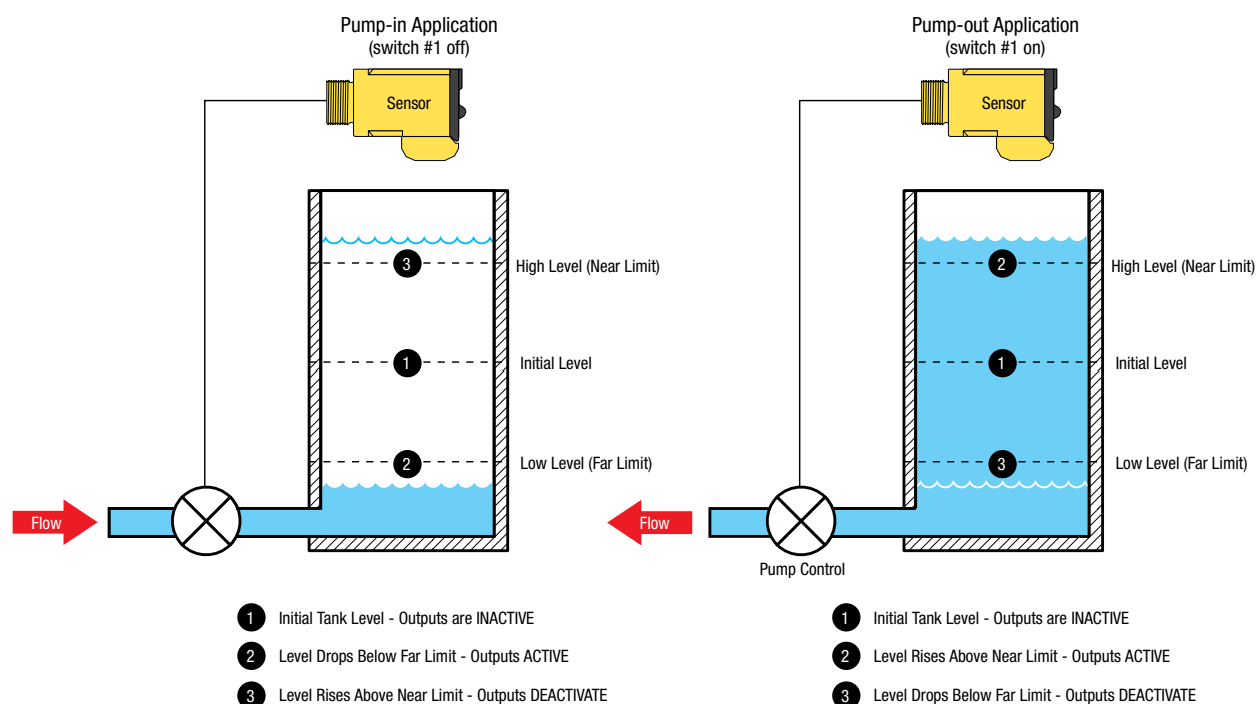 Pump-in Application
(switch #1 off)
Sensor
3
High Level (Near Limit)
1
Initial Level
2
Low Level (Far Limit)
Flow
1 Initial Tank Level - Outputs are INACTIVE
2 Level Drops Below Far Limit - Outputs ACTIVE
3 Level Rises Above Near Limit - Outputs DEACTIVATE
Pump-out Application
(switch #1 on)
Sensor
2
High Level (Near Limit)
1
Initial Level
3
Low Level (Far Limit)
Flow
Pump Control
1 Initial Tank Level - Outputs are INACTIVE
2 Level Rises Above Near Limit - Outputs ACTIVE
3 Level Drops Below Far Limit - Outputs DEACTIVATE